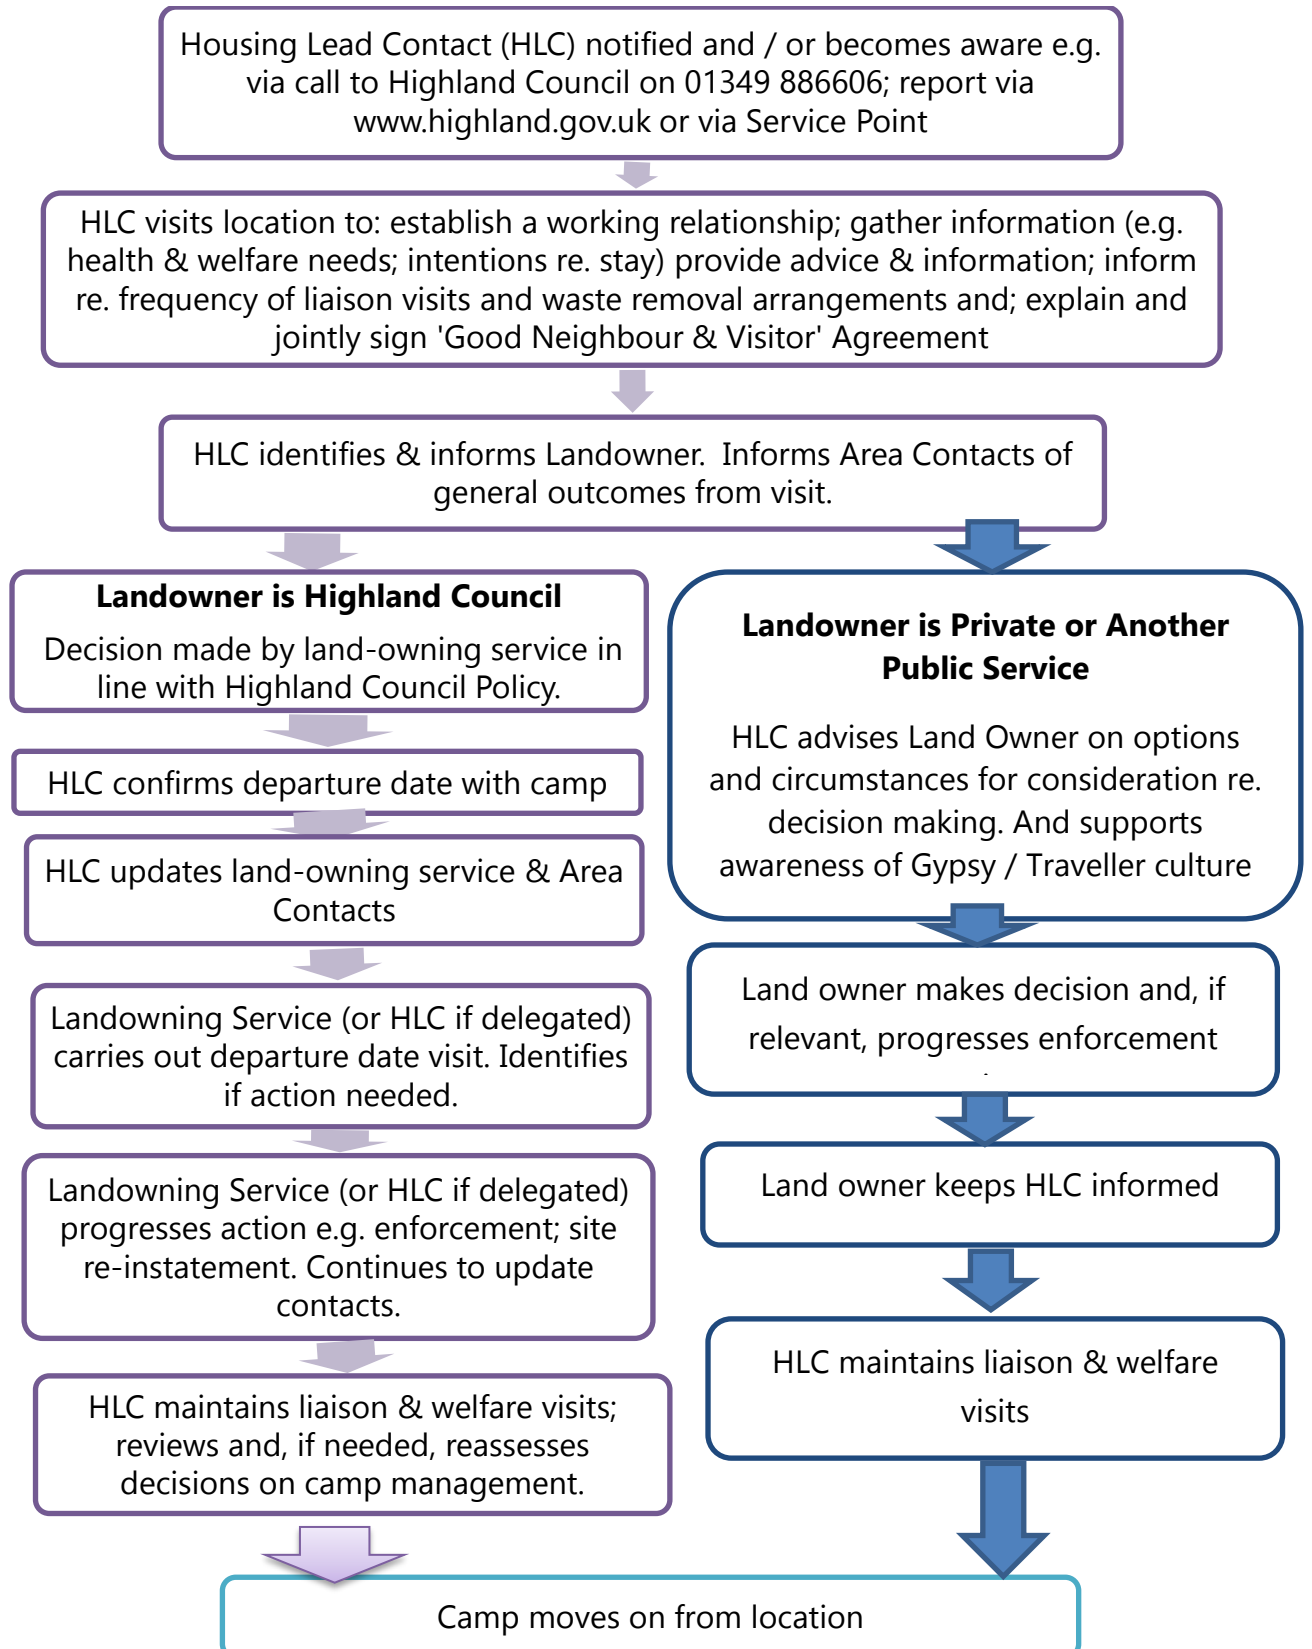 Housing Lead Contact (HLC) notified and / or becomes aware e.g.
via call to Highland Council on 01349 886606; report via
www.highland.gov.uk or via Service Point
HLC visits location to: establish a working relationship; gather information (e.g.
health & welfare needs; intentions re. stay) provide advice & information; inform
re. frequency of liaison visits and waste removal arrangements and; explain and
jointly sign 'Good Neighbour & Visitor' Agreement
HLC identifies & informs Landowner.  Informs Area Contacts of
general outcomes from visit.
Landowner is Highland Council
Decision made by land-owning service in
line with Highland Council Policy.
HLC confirms departure date with camp
HLC updates land-owning service & Area
Contacts
Landowning Service (or HLC if delegated)
carries out departure date visit. Identifies
if action needed.
Landowning Service (or HLC if delegated)
progresses action e.g. enforcement; site
re-instatement. Continues to update
contacts.
HLC maintains liaison & welfare visits;
reviews and, if needed, reassesses
decisions on camp management.
Landowner is Private or Another
Public Service
HLC advises Land Owner on options
and circumstances for consideration re.
decision making. And supports
awareness of Gypsy / Traveller culture
Land owner makes decision and, if
relevant, progresses enforcement
Land owner keeps HLC informed
HLC maintains liaison & welfare
visits
Camp moves on from location